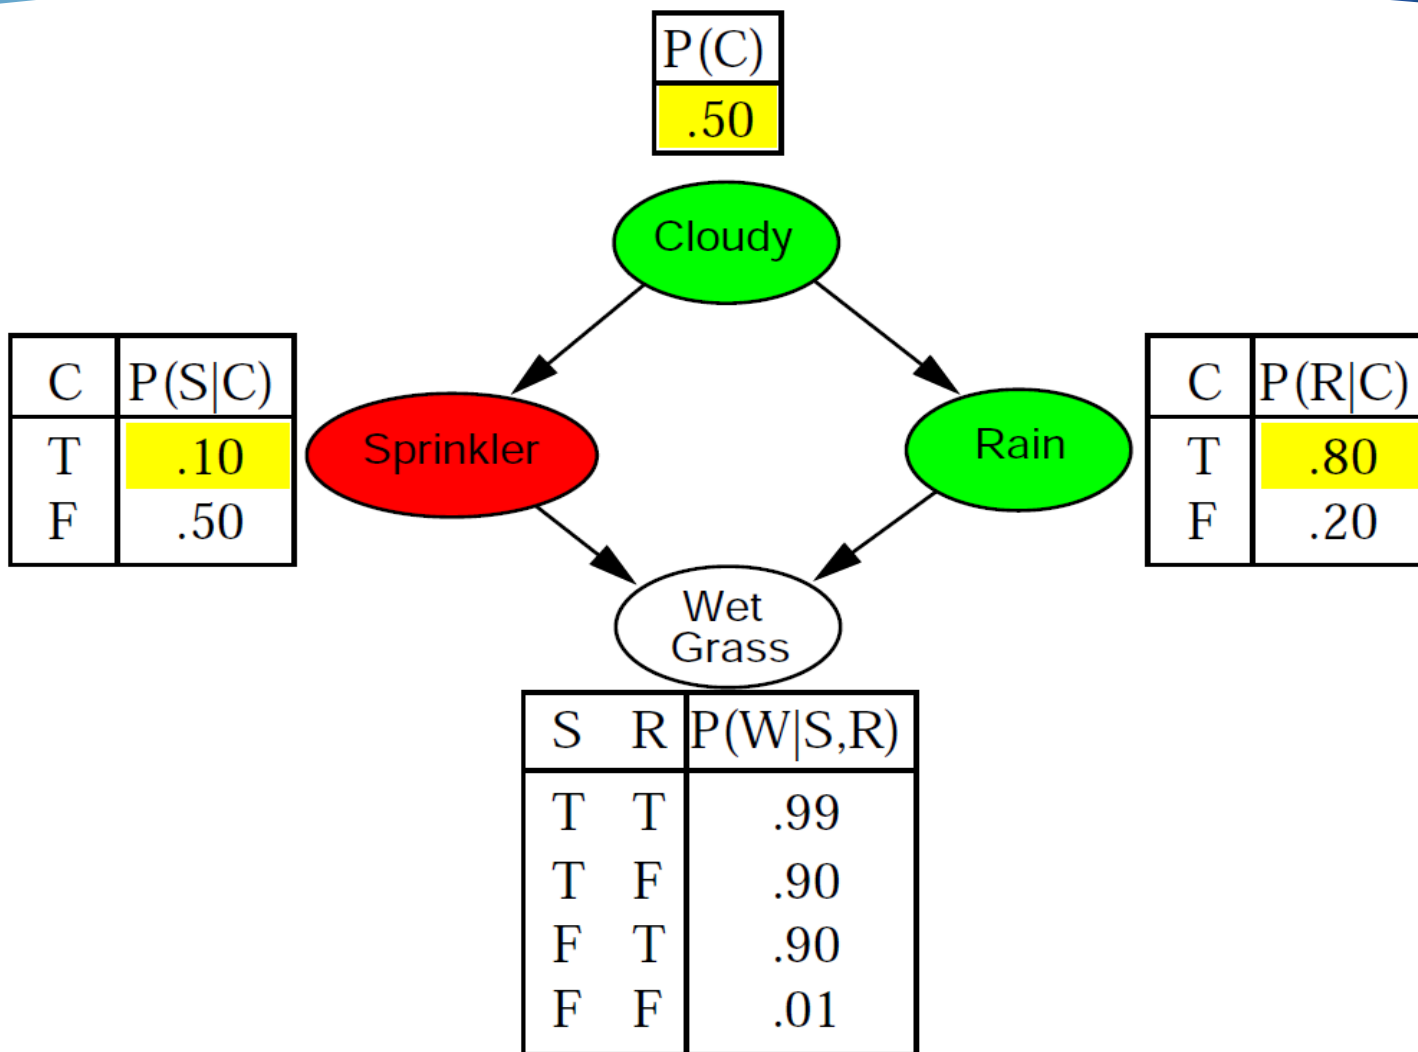 P(C)
.50
Cloudy
C P(S|C)
T .10
F .50
Sprinkler
Rain
C P(R|C)
T .80
F .20
Wet
Grass
S R P(W|S,R)
T T .99
T F .90
F T .90
F F .01